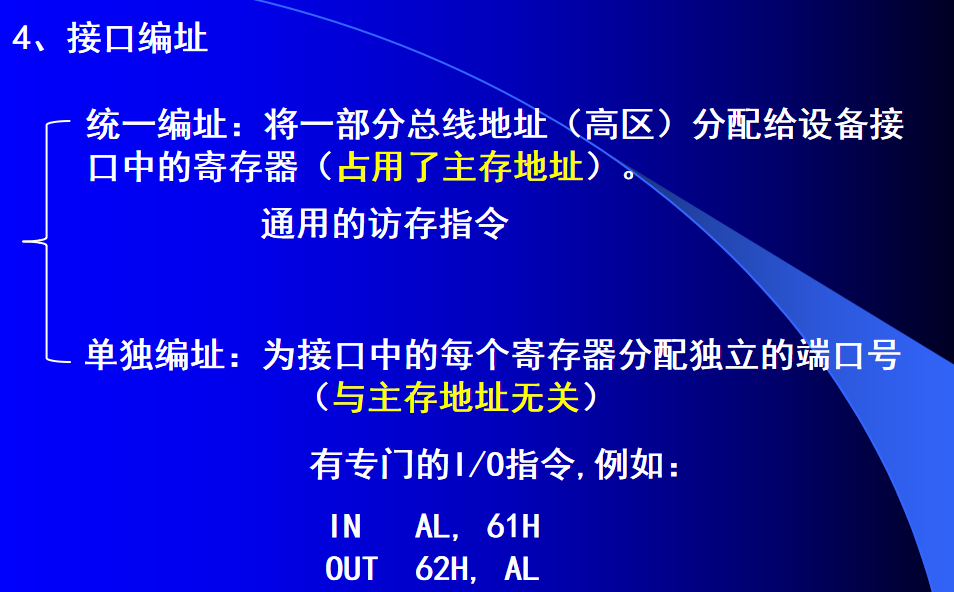 4、接口编址
统一编址：将一部分总线地址（高区）分配给设备接
口中的寄存器（占用了主存地址）。
通用的访存指令
单独编址：为接口中的每个寄存器分配独立的端口号
（与主存地址无关）
有专门的I/O指令,例如：
IN AL, 61H
OUT 62H, AL